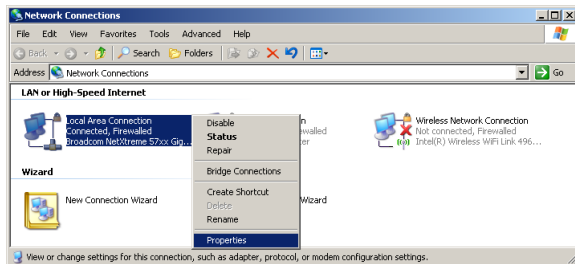 Network Connections
File Edit View Favorites Tools Advanced Help
Back Search Folders
Address Network Connections Go
LAN or High-Speed Internet
Local Area Connection
Connected, Firewalled
Broadcom NetXtreme 57xx Gig...
Disable
Status
Repair
Bridge Connections
Create Shortcut
Delete
Rename
Properties
Wireless Network Connection
Not connected, Firewalled
Intel(R) Wireless WiFi Link 496...
Wizard
New Connection Wizard
Wizard
View or change settings for this connection, such as adapter, protocol, or modem configuration settings.